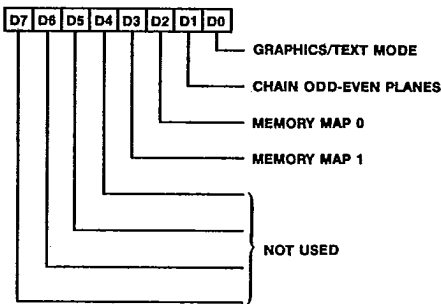 D7 D6 D5 D4 D3 D2 D1 D0
GRAPHICS/TEXT MODE
CHAIN ODD-EVEN PLANES
MEMORY MAP 0
MEMORY MAP 1
NOT USED